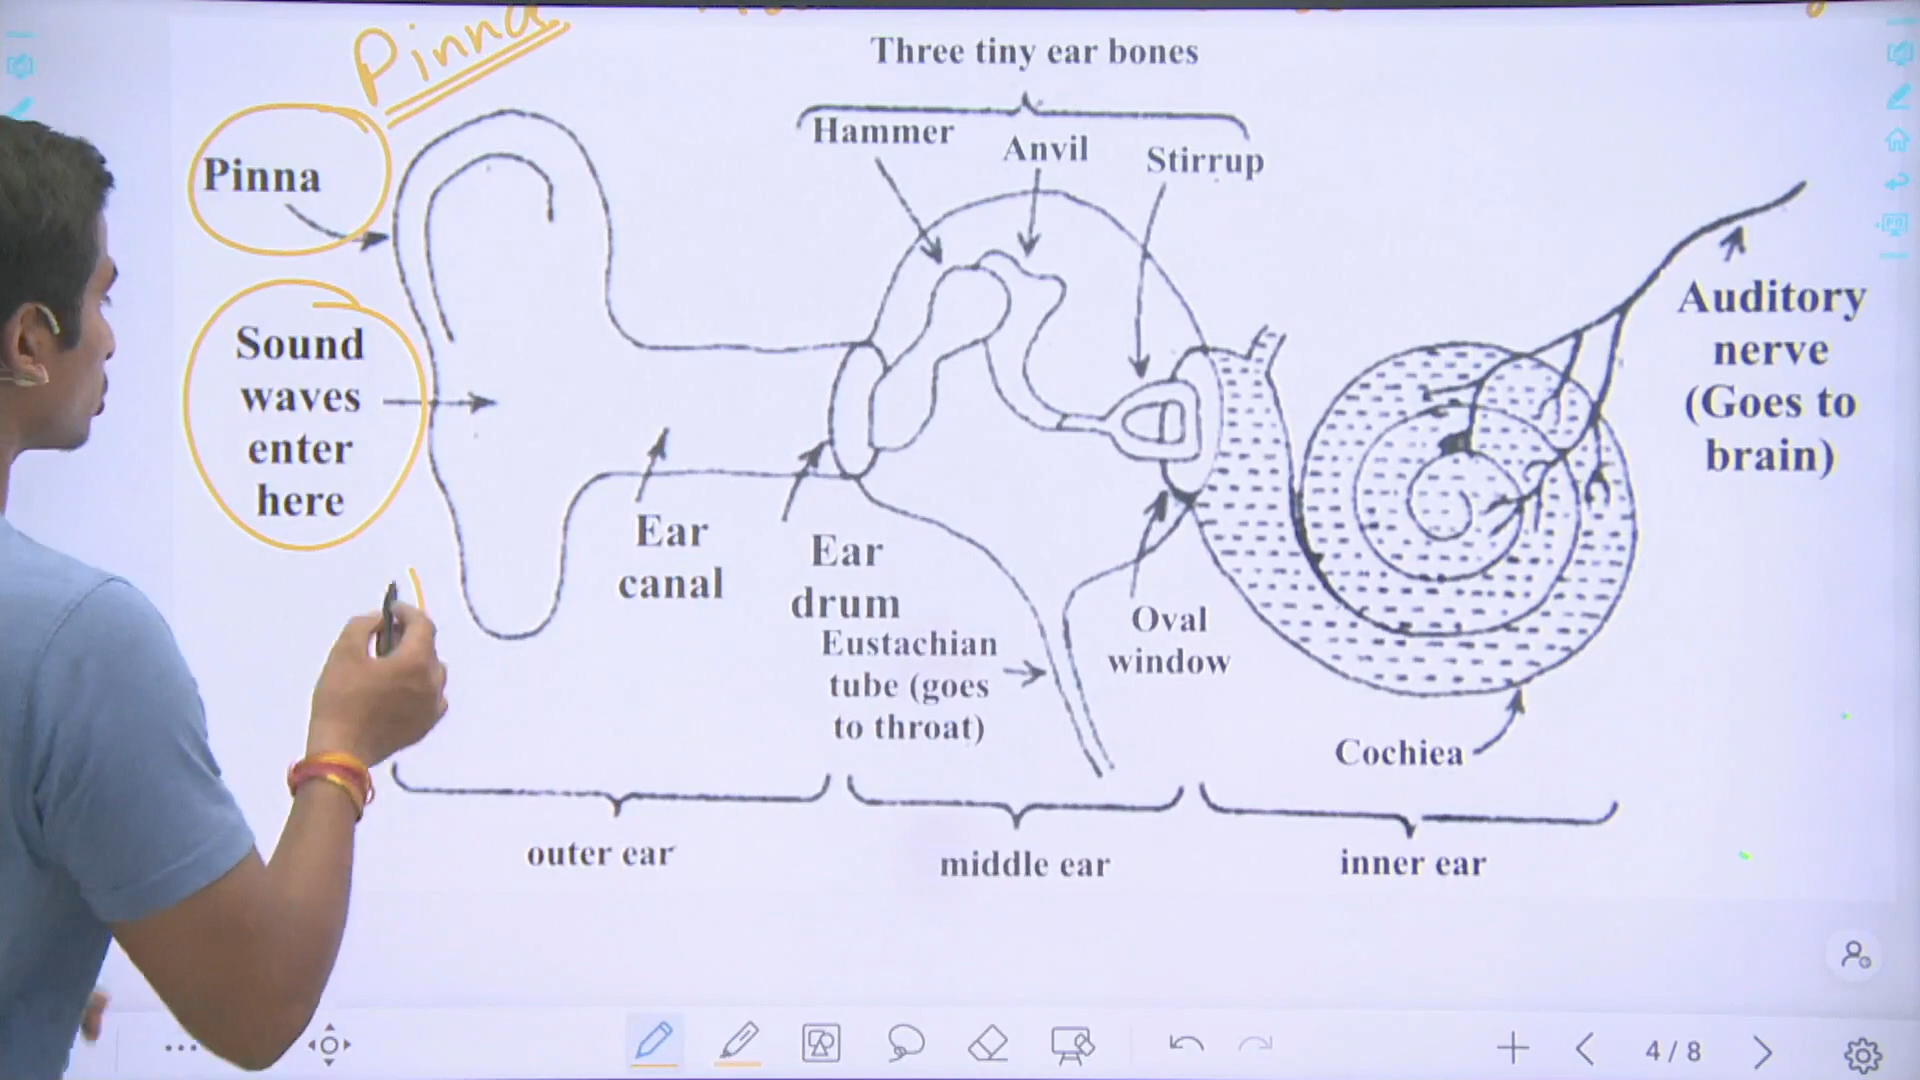 Pinna
Three tiny ear bones
Hammer
Anvil
Stirrup
Pinna
Sound
waves
enter
here
Auditory
nerve
(Goes to
brain)
Ear
canal
Ear
drum
Eustachian
tube (goes
to throat)
Oval
window
Cochiea
outer ear
middle ear
inner ear
4 / 8